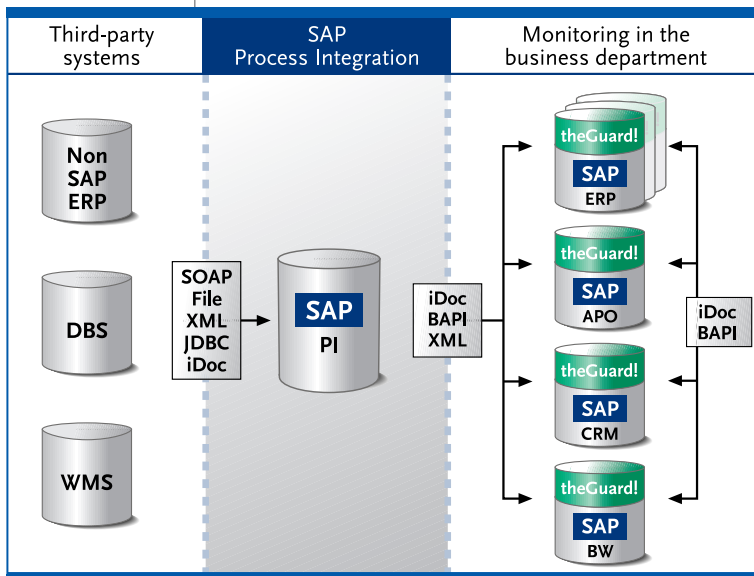 Third-party
systems
SAP
Process Integration
Monitoring in the
business department
Non
SAP
ERP
DBS
WMS
SOAP
File
XML
JDBC
iDoc
SAP
PI
iDoc
BAPI
XML
theGuard!
SAP
ERP
theGuard!
SAP
APO
theGuard!
SAP
CRM
theGuard!
SAP
BW
iDoc
BAPI